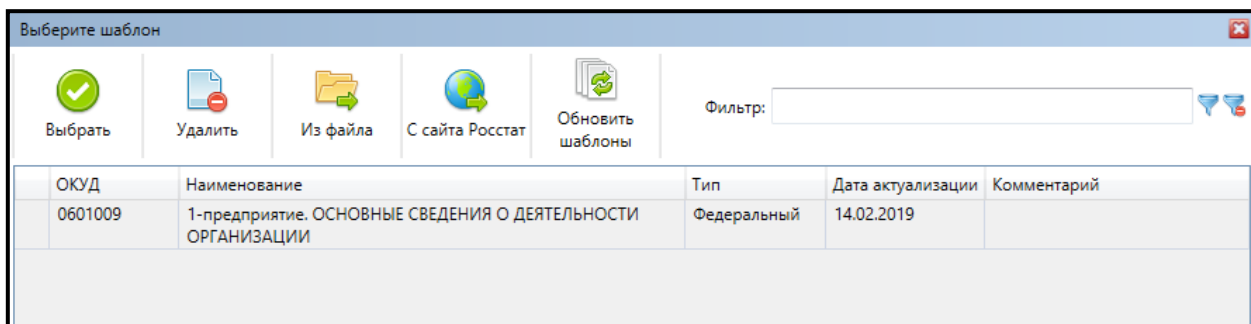 Выберите шаблон
Выбрать
Удалить
Из файла
С сайта Росстат
Обновить
шаблоны
Фильтр:
ОКУД Наименование Тип Дата актуализации Комментарий
0601009 1-предприятие. ОСНОВНЫЕ СВЕДЕНИЯ О ДЕЯТЕЛЬНОСТИ Федеральный 14.02.2019
ОРГАНИЗАЦИИ